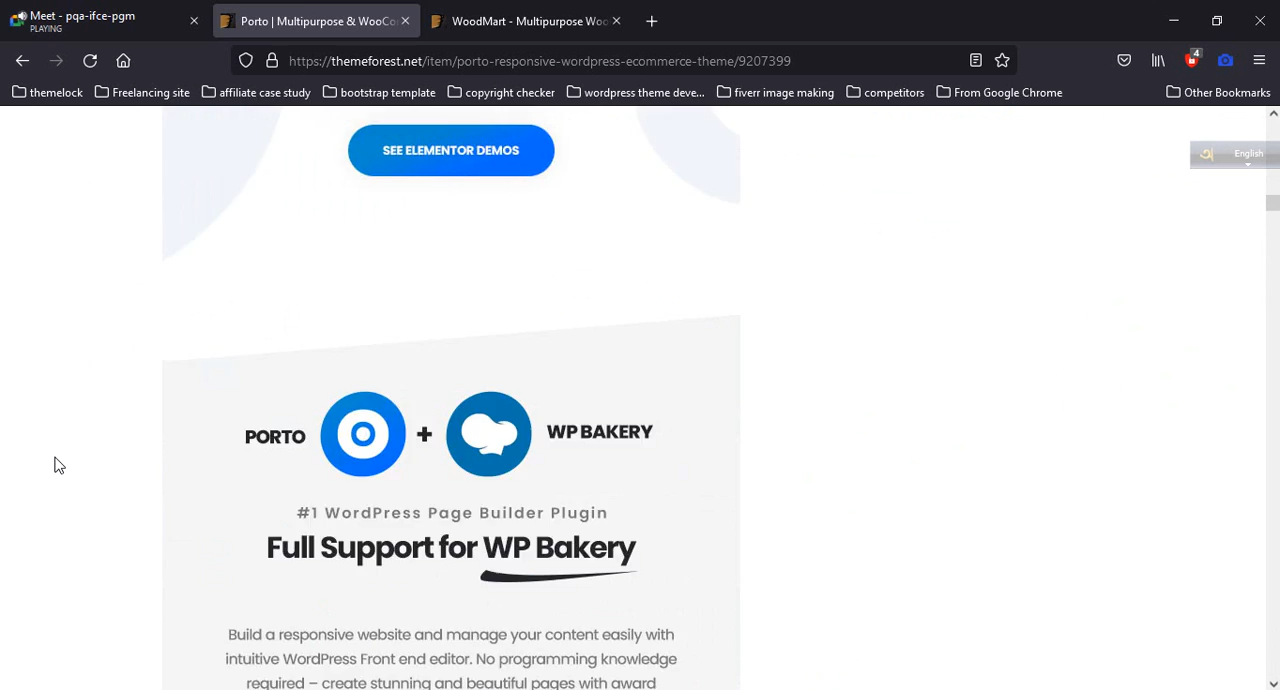 Meet - pqa-ifce-pgm
PLAYING
Porto | Multipurpose & WooCo
WoodMart - Multipurpose Woo
https://themeforest.net/item/porto-responsive-wordpress-ecommerce-theme/9207399
4
themelock
Freelancing site
affiliate case study
bootstrap template
copyright checker
wordpress theme deve...
fiverr image making
competitors
From Google Chrome
Other Bookmarks
SEE ELEMENTOR DEMOS
অ English
PORTO + WP BAKERY
#1 WordPress Page Builder Plugin
Full Support for WP Bakery
Build a responsive website and manage your content easily with
intuitive WordPress Front end editor. No programming knowledge
required – create stunning and beautiful pages with award